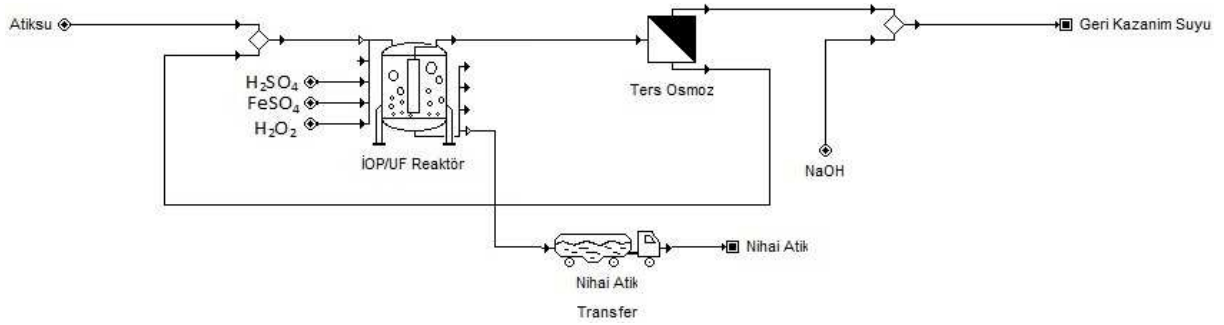 Atiksu
Geri Kazanim Suyu
H₂SO₄
FeSO₄
H₂O₂
Ters Osmoz
İOP/UF Reaktör
NaOH
Nihai Atik
Nihai Atik
Transfer